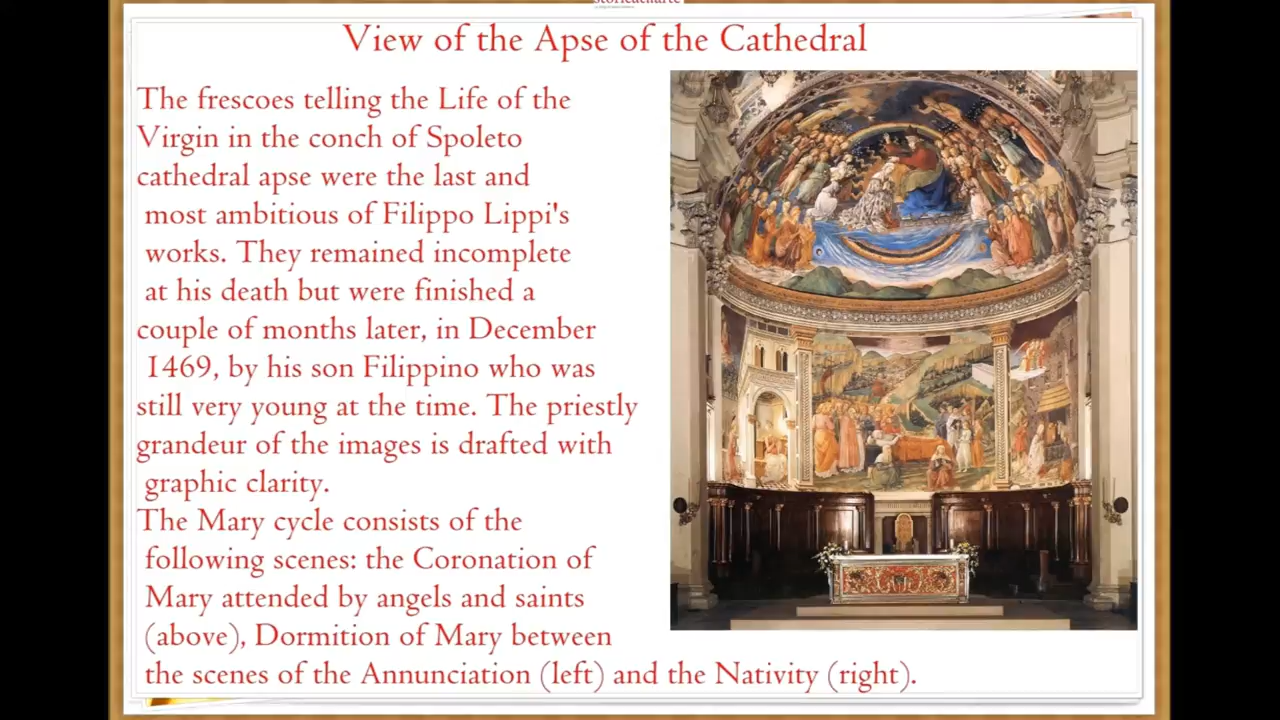 View of the Apse of the Cathedral
The frescoes telling the Life of the
Virgin in the conch of Spoleto
cathedral apse were the last and
most ambitious of Filippo Lippi's
works. They remained incomplete
at his death but were finished a
couple of months later, in December
1469, by his son Filippino who was
still very young at the time. The priestly
grandeur of the images is drafted with
graphic clarity.
The Mary cycle consists of the
following scenes: the Coronation of
Mary attended by angels and saints
(above), Dormition of Mary between
the scenes of the Annunciation (left) and the Nativity (right).